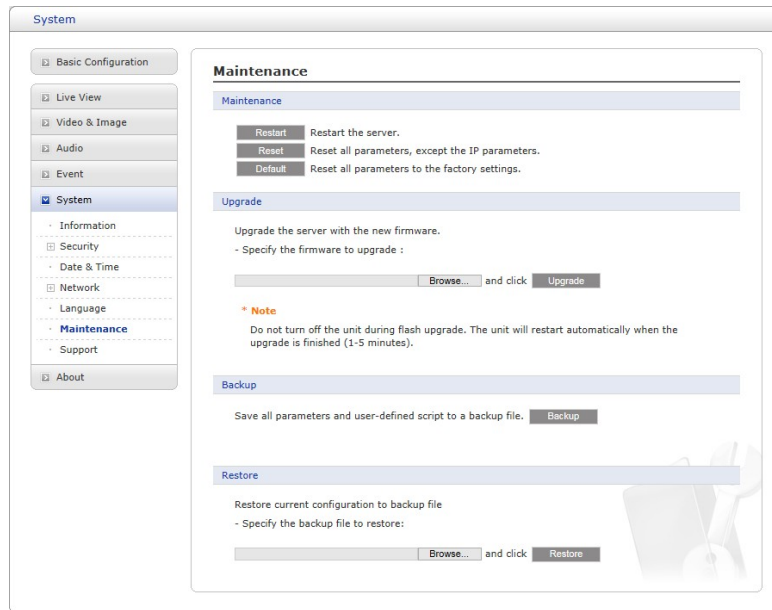 System
Basic Configuration
Live View
Video & Image
Audio
Event
System
Information
Security
Date & Time
Network
Language
Maintenance
Support
About
Maintenance
Maintenance
Restart Restart the server.
Reset Reset all parameters, except the IP parameters.
Default Reset all parameters to the factory settings.
Upgrade
Upgrade the server with the new firmware.
- Specify the firmware to upgrade :
Browse... and click Upgrade
* Note
Do not turn off the unit during flash upgrade. The unit will restart automatically when the
upgrade is finished (1-5 minutes).
Backup
Save all parameters and user-defined script to a backup file. Backup
Restore
Restore current configuration to backup file
- Specify the backup file to restore:
Browse... and click Restore